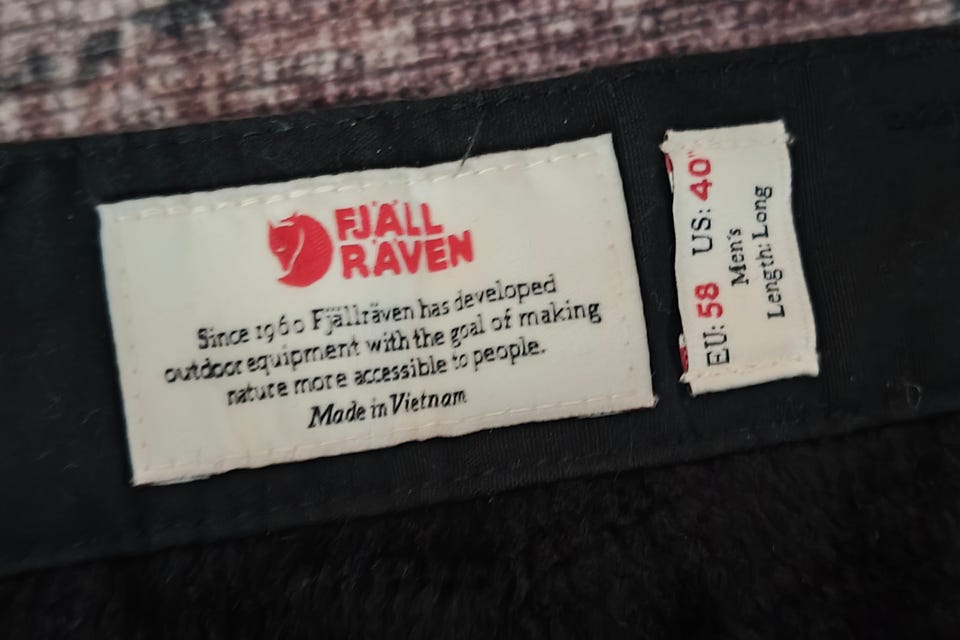 FJÄLL
RÄVEN
Since 1960 Fjällräven has developed
outdoor equipment with the goal of making
nature more accessible to people.
Made in Vietnam
EU: 58 US: 40"
Men's
Length: Long